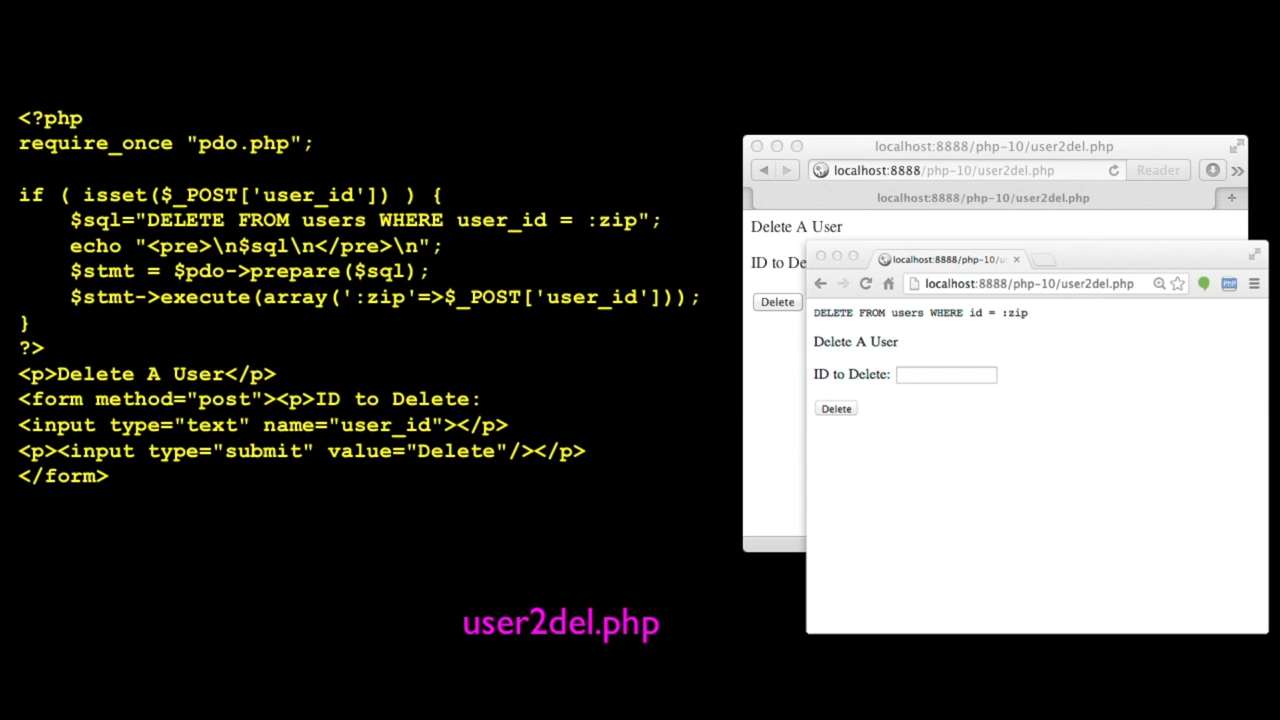 <?php
require_once "pdo.php";
if ( isset($_POST['user_id']) ) {
$sql="DELETE FROM users WHERE user_id = :zip";
echo "<pre>\n$sql\n</pre>\n";
$stmt = $pdo->prepare($sql);
$stmt->execute(array(':zip'=>$_POST['user_id']));
}
?>
<p>Delete A User</p>
<form method="post"><p>ID to Delete:
<input type="text" name="user_id"></p>
<p><input type="submit" value="Delete"/></p>
</form>
user2del.php
localhost:8888/php-10/user2del.php
localhost:8888/php-10/user2del.php
Reader
localhost:8888/php-10/user2del.php
Delete A User
ID to De
Delete
localhost:8888/php-10/u
localhost:8888/php-10/user2del.php
DELETE FROM users WHERE id = :zip
Delete A User
ID to Delete:
Delete